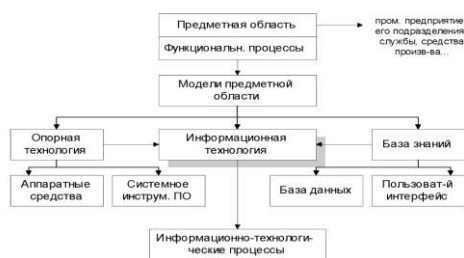 Предметная область
Функциональн. процессы
пром. предприятие
его подразделения
службы, средства
произв-ва...
Модели предметной
области
Опорная
технология
Информационная
технология
База знаний
Аппаратные
средства
Системное
инструм. ПО
База данных
Пользоват-й
интерфейс
Информационно-технологи-
ческие процессы